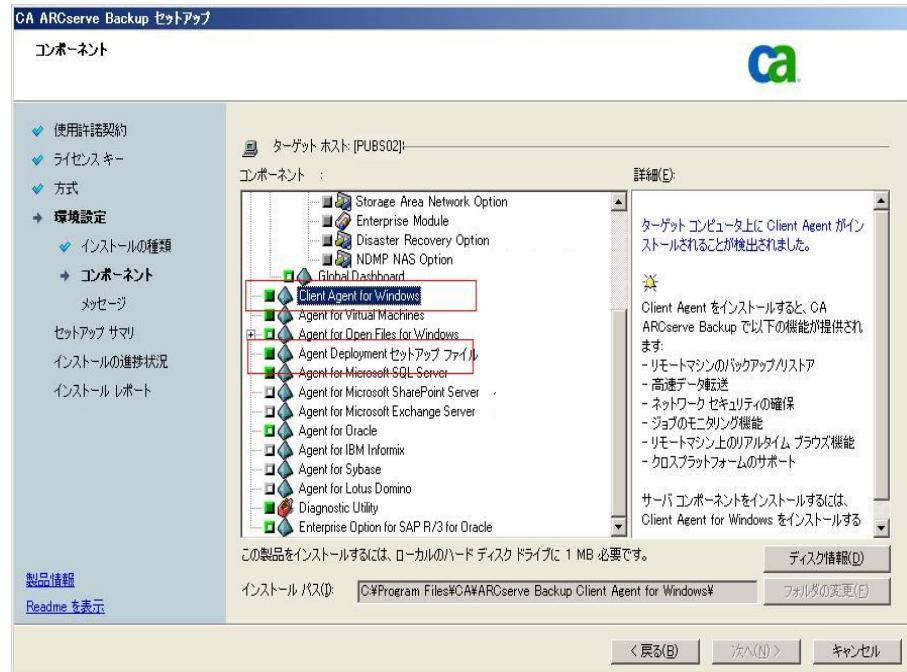 CA ARCserve Backup セットアップ
コンポーネント
ca
使用許諾契約
ライセンス キー
方式
環境設定
インストールの種類
コンポーネント
メッセージ
セットアップ サマリ
インストールの進捗状況
インストール レポート
製品情報
Readme を表示
ターゲット ホスト: [PUBS02]:
コンポーネント :
Storage Area Network Option
Enterprise Module
Disaster Recovery Option
NDMP NAS Option
Global Dashboard
Client Agent for Windows
Agent for Virtual Machines
Agent for Open Files for Windows
Agent Deployment セットアップ ファイル
Agent for Microsoft SQL Server
Agent for Microsoft SharePoint Server
Agent for Microsoft Exchange Server
Agent for Oracle
Agent for IBM Informix
Agent for Sybase
Agent for Lotus Domino
Diagnostic Utility
Enterprise Option for SAP R/3 for Oracle
詳細(E):
ターゲット コンピュータ上に Client Agent がイン
ストールされることが検出されました。
Client Agent をインストールすると、CA
ARCserve Backup で以下の機能が提供され
ます:
- リモートマシンのバックアップ/リストア
- 高速データ転送
- ネットワーク セキュリティの確保
- ジョブのモニタリング機能
- リモートマシン上のリアルタイム ブラウズ機能
- クロスプラットフォームのサポート
サーバ コンポーネントをインストールするには、
Client Agent for Windows をインストールする
この製品をインストールするには、ローカルのハード ディスク ドライブに 1 MB 必要です。
ディスク情報(D)
インストール パス(I):
C:¥Program Files¥CA¥ARCserve Backup Client Agent for Windows¥
フォルダの変更(F)
< 戻る(B)
次へ(N) >
キャンセル